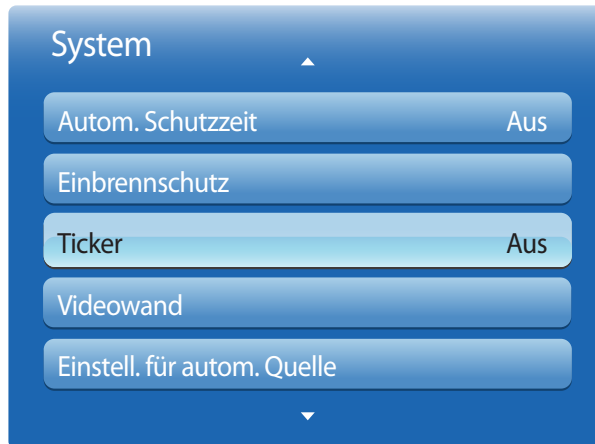 System
Autom. Schutzzeit Aus
Einbrennschutz
Ticker Aus
Videowand
Einstell. für autom. Quelle